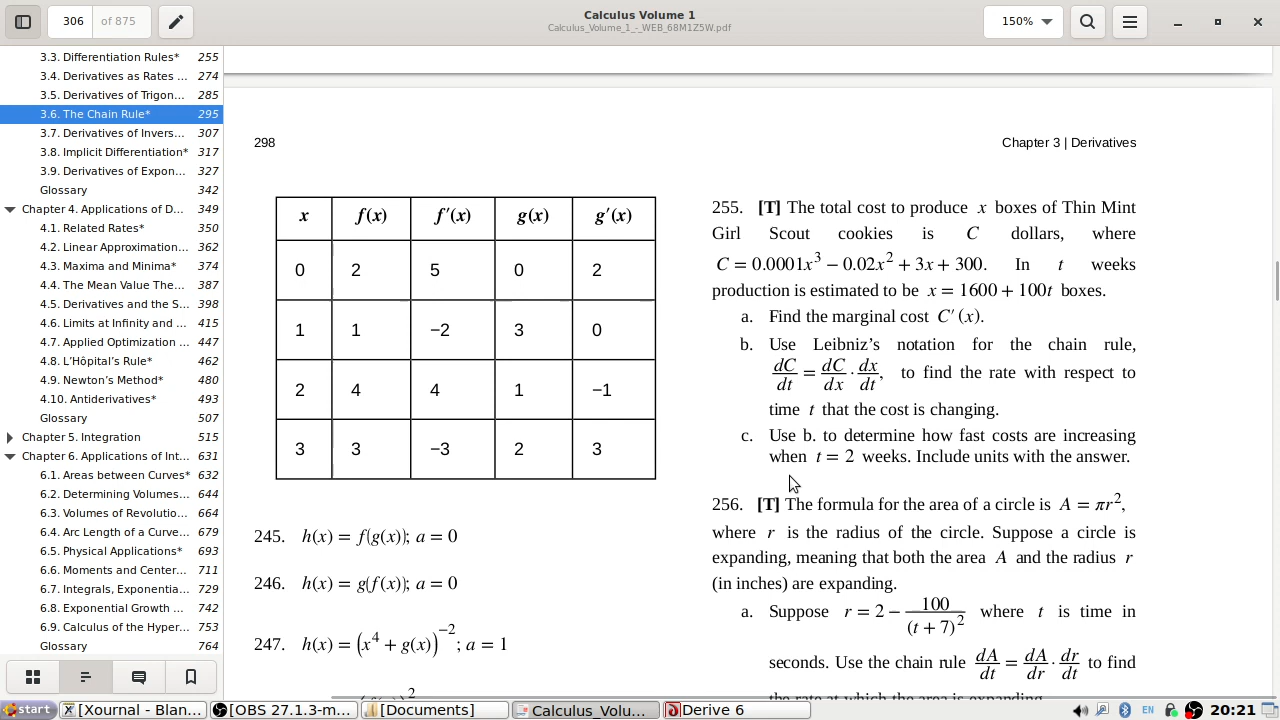 306 of 875
Calculus Volume 1
Calculus_Volume_1_-_WEB_68M1Z5W.pdf
150%
3.3. Differentiation Rules* 255
3.4. Derivatives as Rates ... 274
3.5. Derivatives of Trigon... 285
3.6. The Chain Rule* 295
3.7. Derivatives of Invers... 307
3.8. Implicit Differentiation* 317
3.9. Derivatives of Expon... 327
Glossary 342
Chapter 4. Applications of D... 349
4.1. Related Rates* 350
4.2. Linear Approximation... 362
4.3. Maxima and Minima* 374
4.4. The Mean Value The... 387
4.5. Derivatives and the S... 398
4.6. Limits at Infinity and ... 415
4.7. Applied Optimization ... 447
4.8. L'Hôpital's Rule* 462
4.9. Newton's Method* 480
4.10. Antiderivatives* 493
Glossary 507
Chapter 5. Integration 515
Chapter 6. Applications of Int... 631
6.1. Areas between Curves* 632
6.2. Determining Volumes... 644
6.3. Volumes of Revolutio... 664
6.4. Arc Length of a Curve... 679
6.5. Physical Applications* 693
6.6. Moments and Center... 711
6.7. Integrals, Exponentia... 729
6.8. Exponential Growth ... 742
6.9. Calculus of the Hyper... 753
Glossary 764
298
Chapter 3 | Derivatives
x f(x) f′(x) g(x) g′(x)
0 2 5 0 2
1 1 −2 3 0
2 4 4 1 −1
3 3 −3 2 3
245. h(x) = f(g(x)); a = 0
246. h(x) = g(f(x)); a = 0
247. h(x) = (x^4 + g(x))^−2; a = 1
255. [T] The total cost to produce x boxes of Thin Mint
Girl Scout cookies is C dollars, where
C = 0.0001x^3 − 0.02x^2 + 3x + 300. In t weeks
production is estimated to be x = 1600 + 100t boxes.
a. Find the marginal cost C′(x).
b. Use Leibniz's notation for the chain rule,
dC/dt = dC/dx · dx/dt, to find the rate with respect to
time t that the cost is changing.
c. Use b. to determine how fast costs are increasing
when t = 2 weeks. Include units with the answer.
256. [T] The formula for the area of a circle is A = πr^2,
where r is the radius of the circle. Suppose a circle is
expanding, meaning that both the area A and the radius r
(in inches) are expanding.
a. Suppose r = 2 − 100/(t + 7)^2 where t is time in
seconds. Use the chain rule dA/dt = dA/dr · dr/dt to find
the rate at which the area is expanding.
start
[Xournal - Blan...
[OBS 27.1.3-m...
[Documents]
Calculus_Volu...
Derive 6
EN
20:21